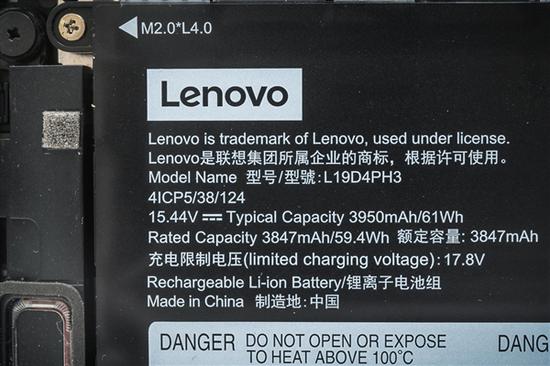 M2.0*L4.0
Lenovo
Lenovo is trademark of Lenovo, used under license.
Lenovo是联想集团所属企业的商标，根据许可使用。
Model Name 型号/型號:L19D4PH3
4ICP5/38/124
15.44V ⎓ Typical Capacity 3950mAh/61Wh
Rated Capacity 3847mAh/59.4Wh 额定容量: 3847mAh
充电限制电压(limited charging voltage): 17.8V
Rechargeable Li-ion Battery/锂离子电池组
Made in China 制造地:中国
DANGER DO NOT OPEN OR EXPOSE DANG
TO HEAT ABOVE 100°C